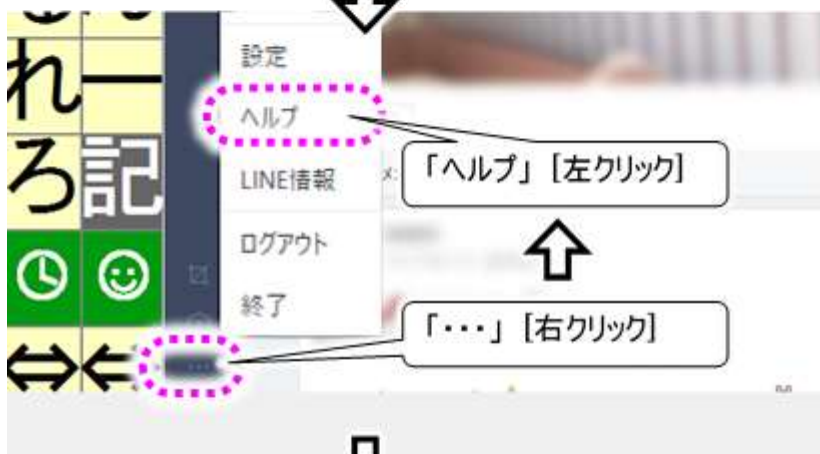 れ
ー
ろ
記
設定
ヘルプ
LINE情報
ログアウト
終了
「ヘルプ」[左クリック]
「・・・」[右クリック]